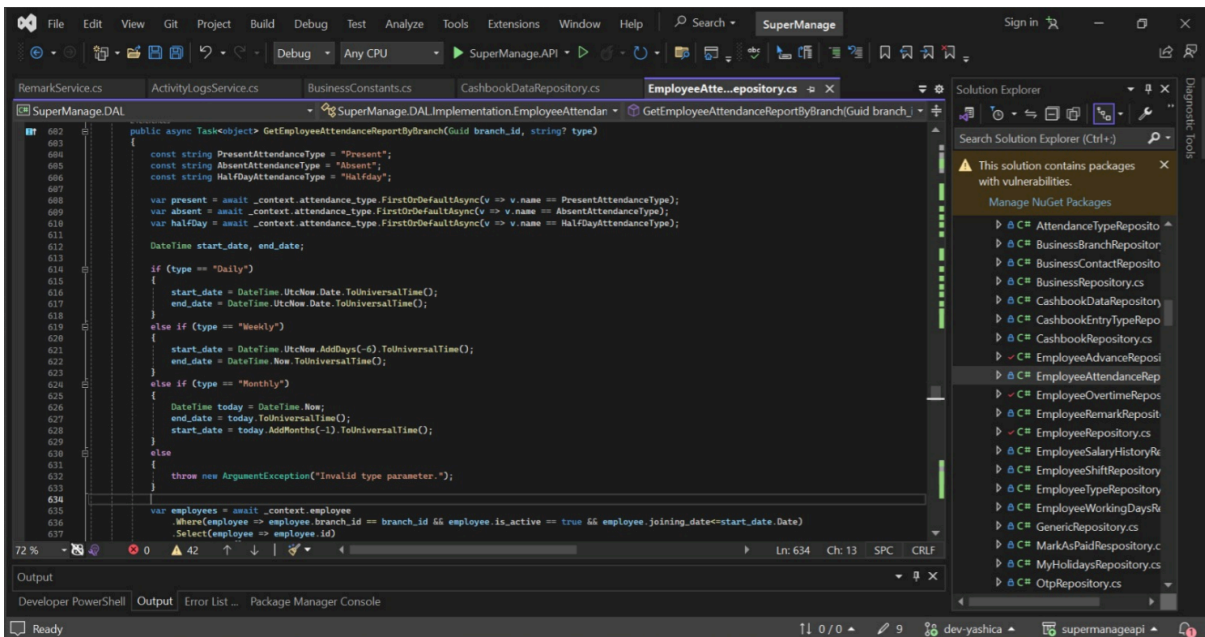 File Edit View Git Project Build Debug Test Analyze Tools Extensions Window Help Search SuperManage Sign in
Debug Any CPU SuperManage.API
RemarkService.cs ActivityLogsService.cs BusinessConstants.cs CashbookDataRepository.cs EmployeeAtte...epository.cs
SuperManage.DAL SuperManage.DAL.Implementation.EmployeeAttendan GetEmployeeAttendanceReportByBranch(Guid branch_i
602 public async Task<object> GetEmployeeAttendanceReportByBranch(Guid branch_id, string? type)
603 {
604 const string PresentAttendanceType = "Present";
605 const string AbsentAttendanceType = "Absent";
606 const string HalfDayAttendanceType = "Halfday";
607
608 var present = await _context.attendance_type.FirstOrDefaultAsync(v => v.name == PresentAttendanceType);
609 var absent = await _context.attendance_type.FirstOrDefaultAsync(v => v.name == AbsentAttendanceType);
610 var halfDay = await _context.attendance_type.FirstOrDefaultAsync(v => v.name == HalfDayAttendanceType);
611
612 DateTime start_date, end_date;
613
614 if (type == "Daily")
615 {
616 start_date = DateTime.UtcNow.Date.ToUniversalTime();
617 end_date = DateTime.UtcNow.Date.ToUniversalTime();
618 }
619 else if (type == "Weekly")
620 {
621 start_date = DateTime.UtcNow.AddDays(-6).ToUniversalTime();
622 end_date = DateTime.Now.ToUniversalTime();
623 }
624 else if (type == "Monthly")
625 {
626 DateTime today = DateTime.Now;
627 end_date = today.ToUniversalTime();
628 start_date = today.AddMonths(-1).ToUniversalTime();
629 }
630 else
631 {
632 throw new ArgumentException("Invalid type parameter.");
633 }
634
635 var employees = await _context.employee
636 .Where(employee => employee.branch_id == branch_id && employee.is_active == true && employee.joining_date<=start_date.Date)
637 .Select(employee => employee.id)
72 % 0 42 Ln: 634 Ch: 13 SPC CRLF
Output
Developer PowerShell Output Error List ... Package Manager Console
Solution Explorer
Search Solution Explorer (Ctrl+;)
This solution contains packages
with vulnerabilities.
Manage NuGet Packages
C# AttendanceTypeReposito
C# BusinessBranchRepositor
C# BusinessContactReposito
C# BusinessRepository.cs
C# CashbookDataRepository
C# CashbookEntryTypeRepo
C# CashbookRepository.cs
C# EmployeeAdvanceReposi
C# EmployeeAttendanceRep
C# EmployeeOvertimeRepos
C# EmployeeRemarkReposit
C# EmployeeRepository.cs
C# EmployeeSalaryHistoryRe
C# EmployeeShiftRepository
C# EmployeeTypeRepository
C# EmployeeWorkingDaysRe
C# GenericRepository.cs
C# MarkAsPaidRespository.c
C# MyHolidaysRepository.cs
C# OtpRepository.cs
Diagnostic Tools
Ready 0 / 0 9 dev-yashica supermanageapi